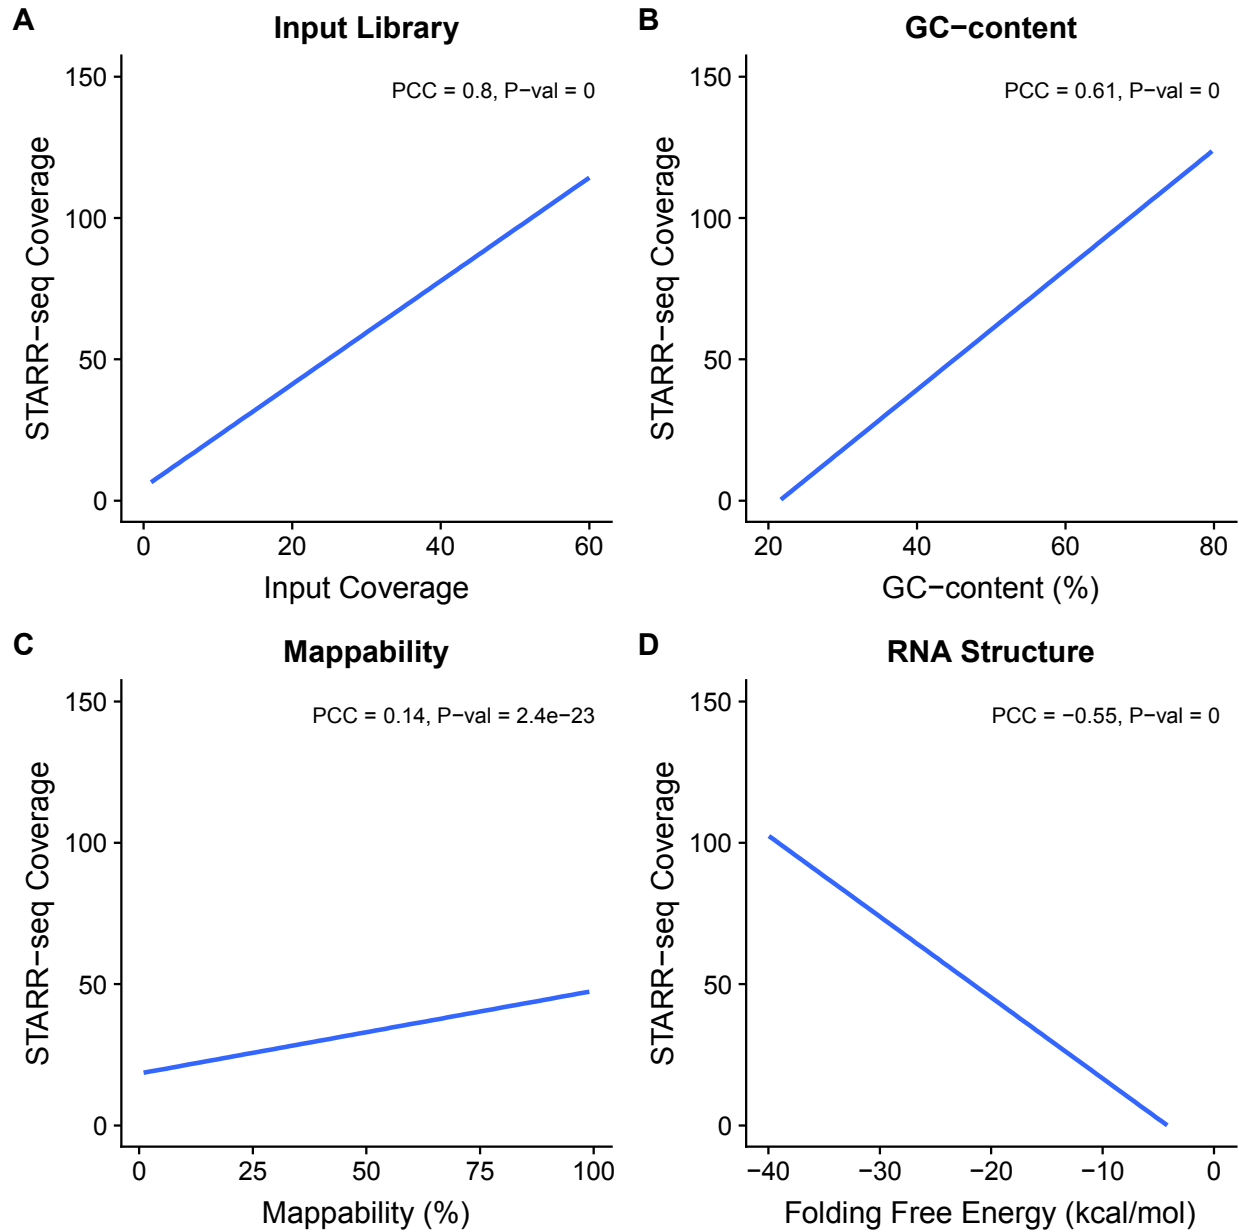 A
Input Library
PCC = 0.8, P−val = 0
STARR−seq Coverage
150
100
50
0
0 20 40 60
Input Coverage
B
GC−content
PCC = 0.61, P−val = 0
STARR−seq Coverage
150
100
50
0
20 40 60 80
GC−content (%)
C
Mappability
PCC = 0.14, P−val = 2.4e−23
STARR−seq Coverage
150
100
50
0
0 25 50 75 100
Mappability (%)
D
RNA Structure
PCC = −0.55, P−val = 0
STARR−seq Coverage
150
100
50
0
−40 −30 −20 −10 0
Folding Free Energy (kcal/mol)